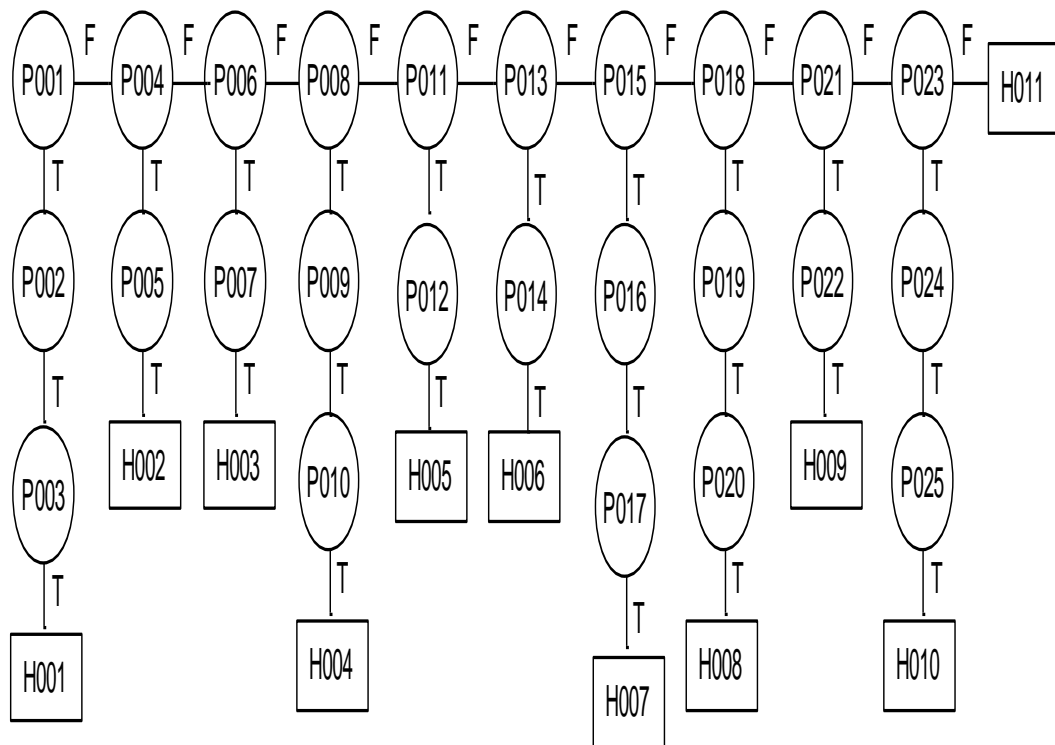 F F F F F F F F F F
P001 P004 P006 P008 P011 P013 P015 P018 P021 P023 H011
T T T T T T T T T T
P002 P005 P007 P009 P012 P014 P016 P019 P022 P024
T T T T T T T T T T
P003 H002 H003 P010 H005 H006 P017 P020 H009 P025
T T T T T
H001 H004 H007 H008 H010